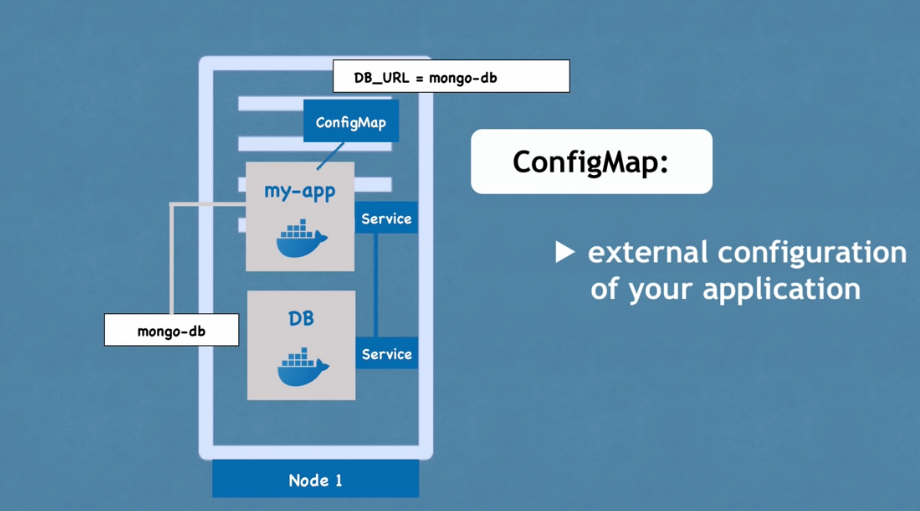 DB_URL = mongo-db
ConfigMap
ConfigMap:
my-app
Service
external configuration
of your application
DB
mongo-db
Service
Node 1